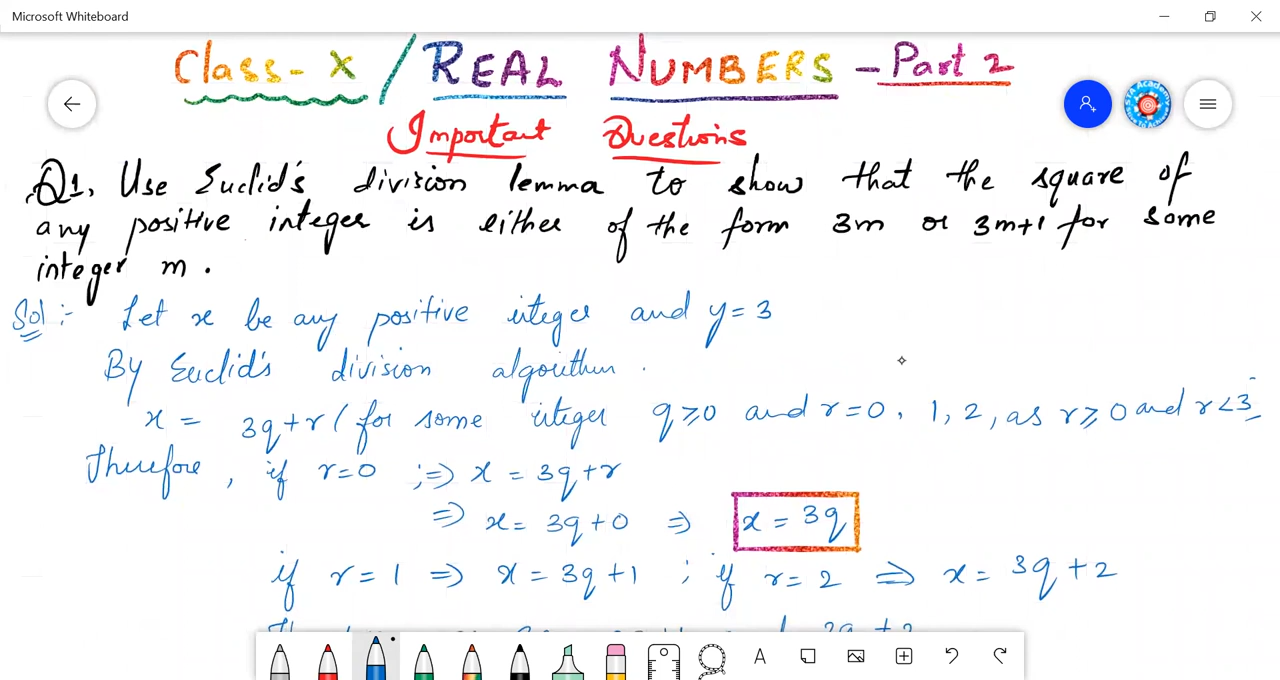 Microsoft Whiteboard
Class-X / REAL NUMBERS - Part 2
Important Questions
Q1. Use Euclid's division lemma to show that the square of
any positive integer is either of the form 3m or 3m+1 for some
integer m.
Sol:- Let x be any positive integer and y = 3
By Euclid's division algorithm.
x = 3q+r (for some integer q ≥ 0 and r = 0, 1, 2, as r ≥ 0 and r < 3
Therefore, if r = 0 ; ⇒ x = 3q + r
⇒ x = 3q + 0 ⇒ x = 3q
if r = 1 ⇒ x = 3q + 1 ; if r = 2 ⇒ x = 3q + 2
3q + 2
A